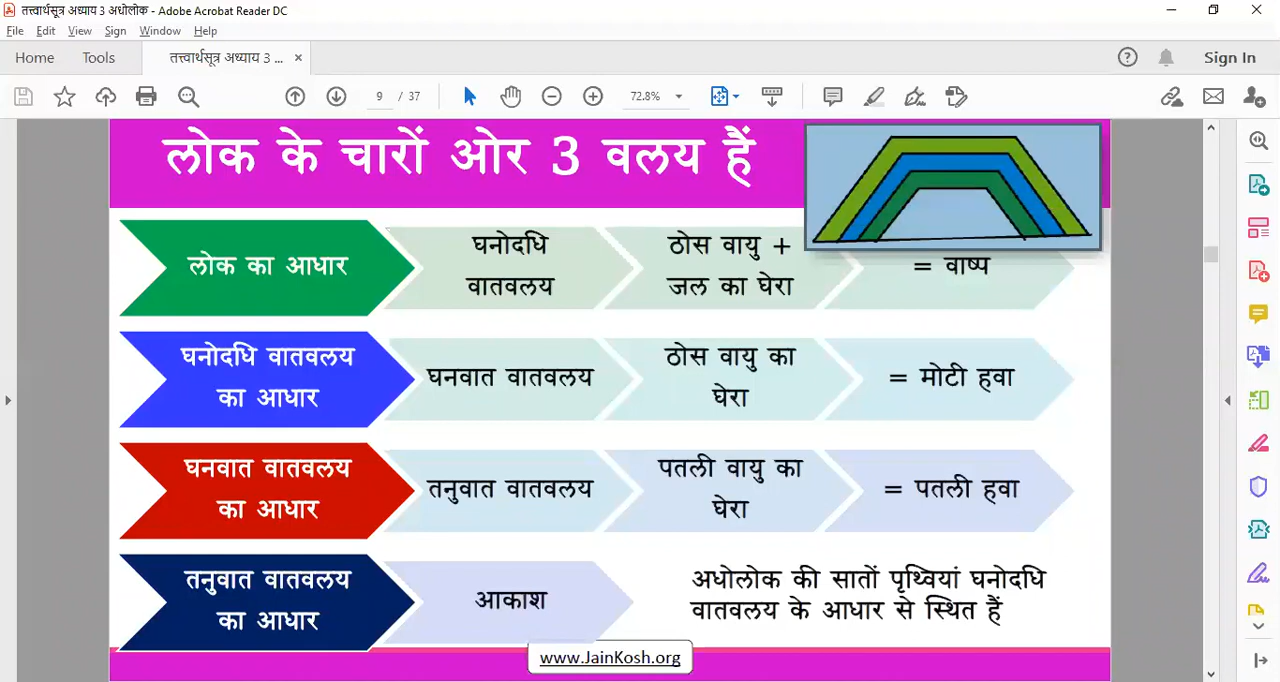 तत्त्वार्थसूत्र अध्याय 3 अधोलोक - Adobe Acrobat Reader DC
File Edit View Sign Window Help
Home Tools तत्त्वार्थसूत्र अध्याय 3 ... × Sign In
9 / 37 72.8%
लोक के चारों ओर 3 वलय हैं
लोक का आधार
घनोदधि
वातवलय
ठोस वायु +
जल का घेरा
= वाष्प
घनोदधि वातवलय
का आधार
घनवात वातवलय
ठोस वायु का
घेरा
= मोटी हवा
घनवात वातवलय
का आधार
तनुवात वातवलय
पतली वायु का
घेरा
= पतली हवा
तनुवात वातवलय
का आधार
आकाश
अधोलोक की सातों पृथ्वियां घनोदधि
वातवलय के आधार से स्थित हैं
www.JainKosh.org